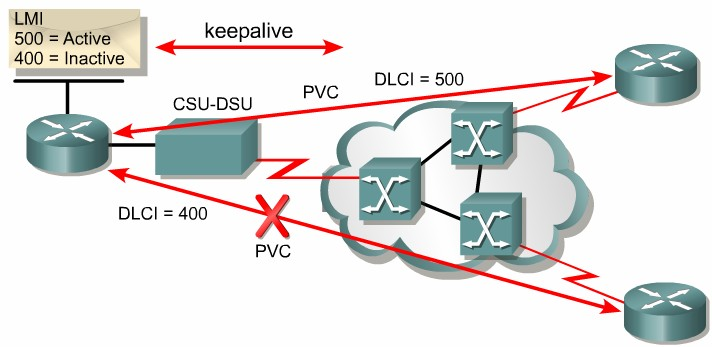 LMI
500 = Active
400 = Inactive
keepalive
DLCI = 500
PVC
CSU-DSU
DLCI = 400
PVC